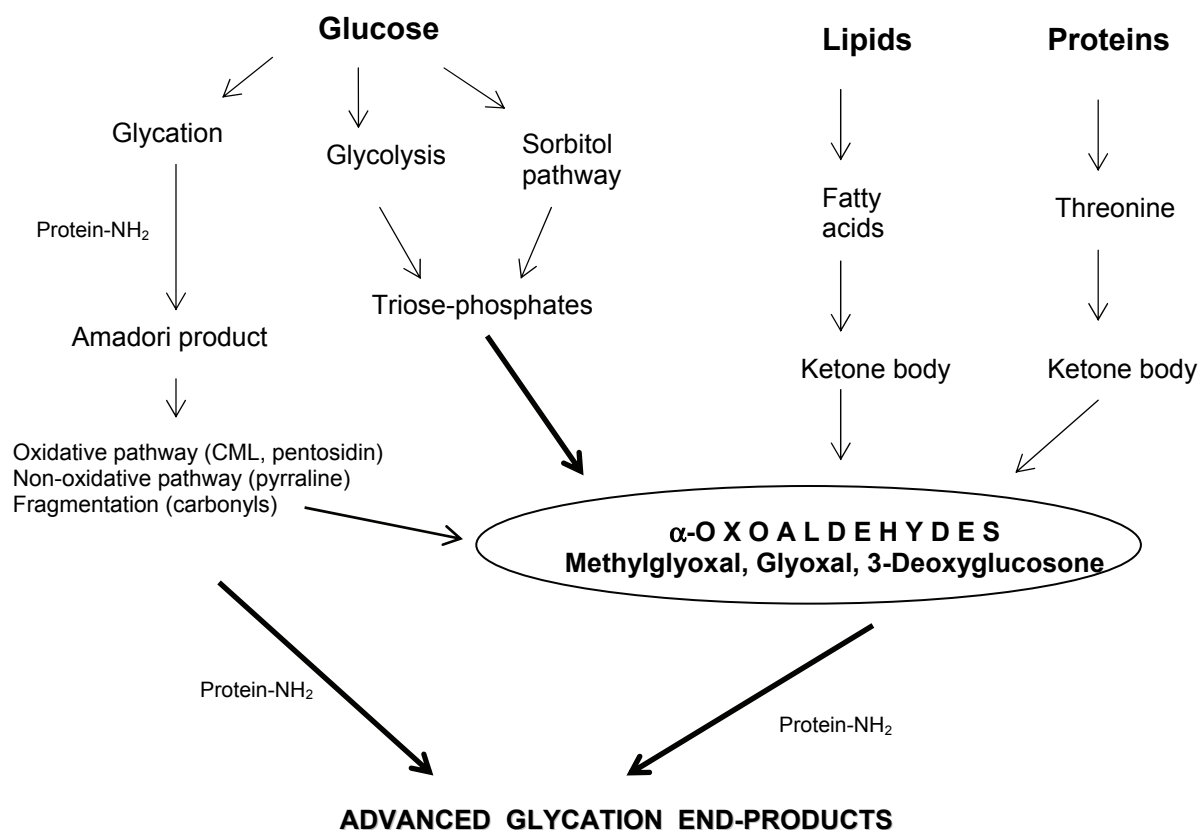 Glucose
Lipids
Proteins
Glycation
Glycolysis
Sorbitol
pathway
Protein-NH₂
Fatty
acids
Threonine
Triose-phosphates
Amadori product
Ketone body
Ketone body
Oxidative pathway (CML, pentosidin)
Non-oxidative pathway (pyrraline)
Fragmentation (carbonyls)
α-O X O A L D E H Y D E S
Methylglyoxal, Glyoxal, 3-Deoxyglucosone
Protein-NH₂
Protein-NH₂
ADVANCED GLYCATION END-PRODUCTS